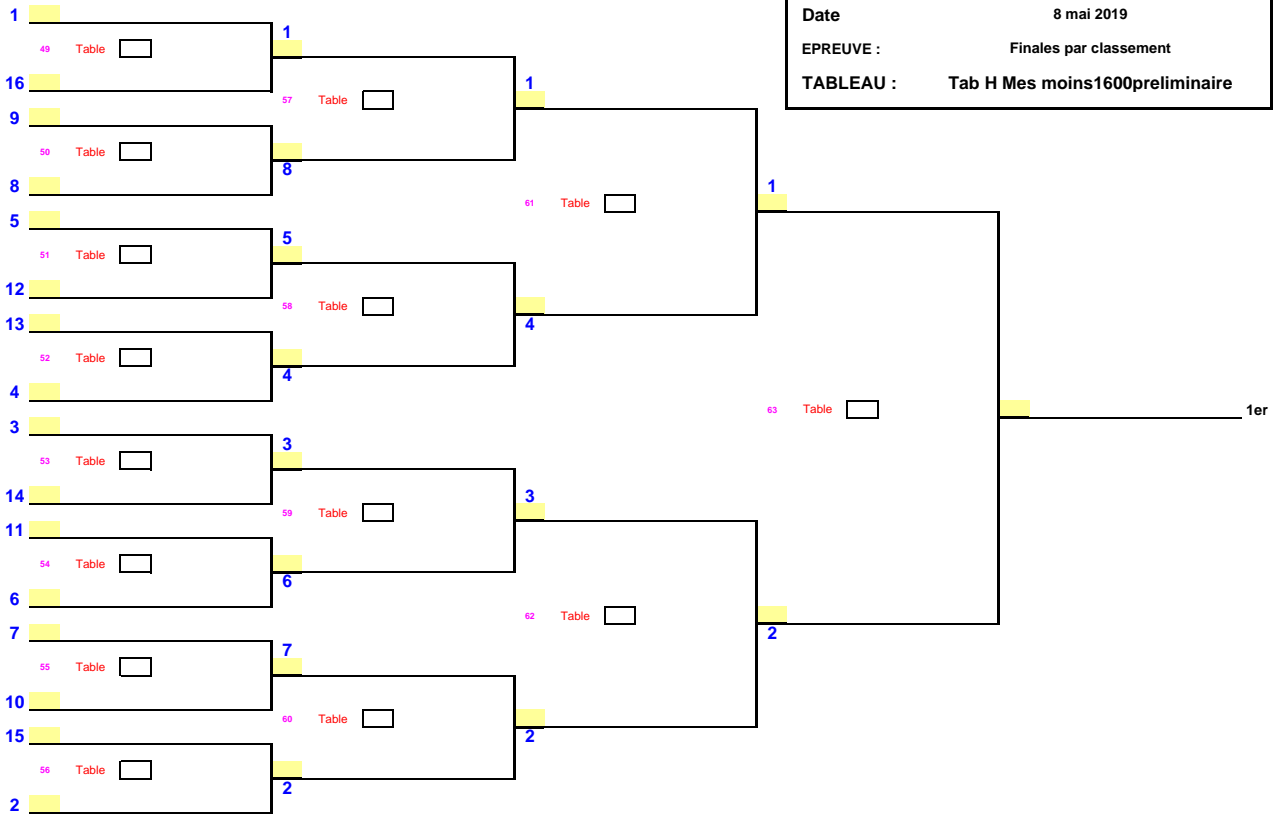 Date 8 mai 2019
EPREUVE : Finales par classement
TABLEAU : Tab H Mes moins1600preliminaire
1
49 Table
16
9
50 Table
8
5
51 Table
12
13
52 Table
4
3
53 Table
14
11
54 Table
6
7
55 Table
10
15
56 Table
2
1
57 Table
8
5
58 Table
4
3
59 Table
6
7
60 Table
2
1
61 Table
4
3
62 Table
2
1
63 Table
2
1er